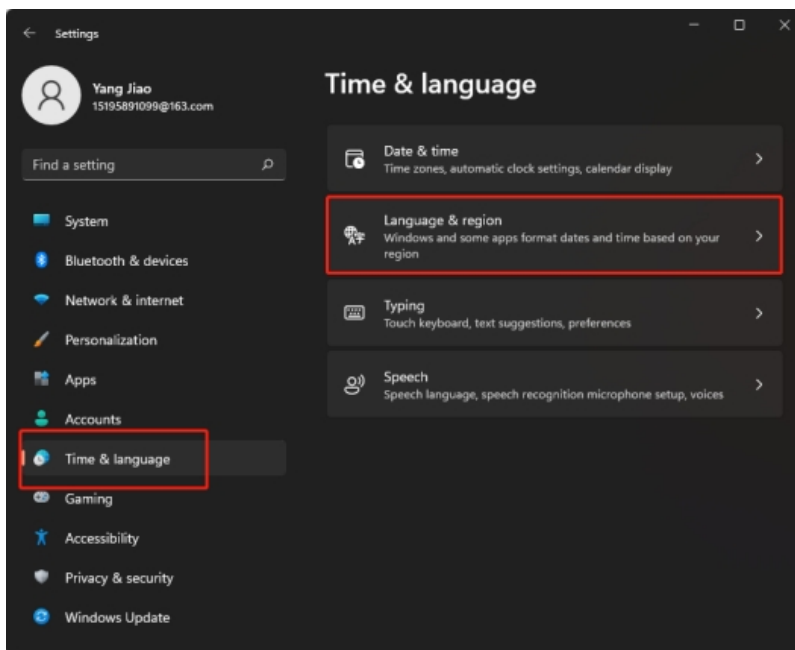 Settings
Yang Jiao
15195891099@163.com
Find a setting
System
Bluetooth & devices
Network & internet
Personalization
Apps
Accounts
Time & language
Gaming
Accessibility
Privacy & security
Windows Update
Time & language
Date & time
Time zones, automatic clock settings, calendar display
Language & region
Windows and some apps format dates and time based on your
region
Typing
Touch keyboard, text suggestions, preferences
Speech
Speech language, speech recognition microphone setup, voices